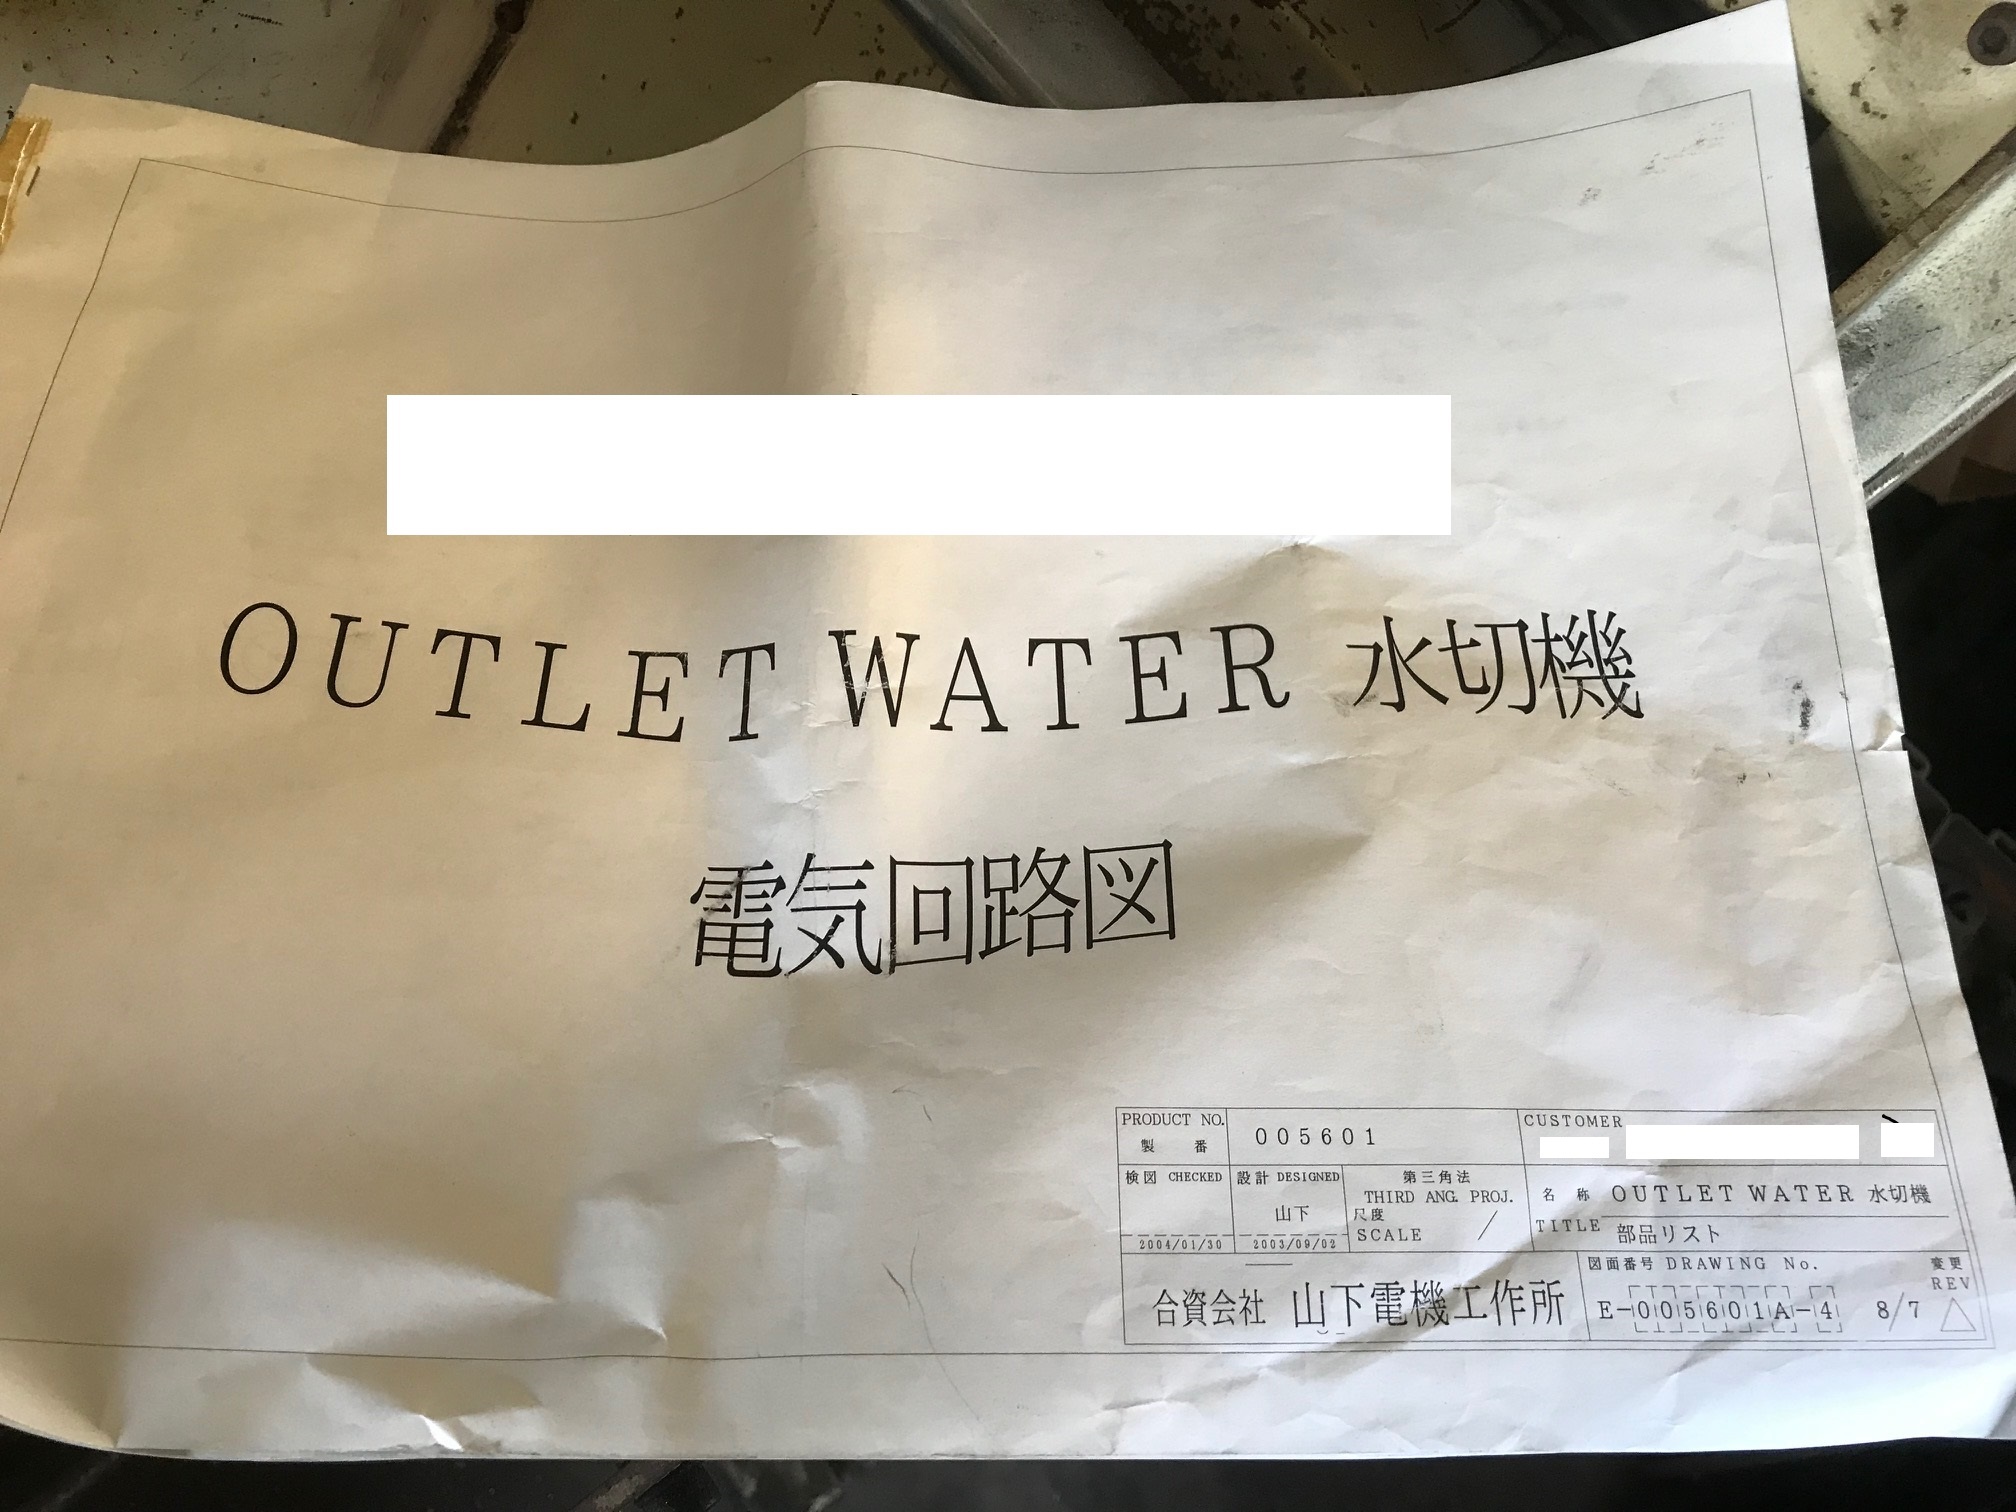 OUTLET WATER 水切機
電気回路図
PRODUCT NO. 製番 005601
CUSTOMER
検図 CHECKED 2004/01/30
設計 DESIGNED 山下 2003/09/02
第三角法 THIRD ANG. PROJ.
尺度 SCALE /
名称 TITLE OUTLET WATER 水切機
部品リスト
合資会社 山下電機工作所
図面番号 DRAWING No. 変更 REV
E-005601A-4 8/7